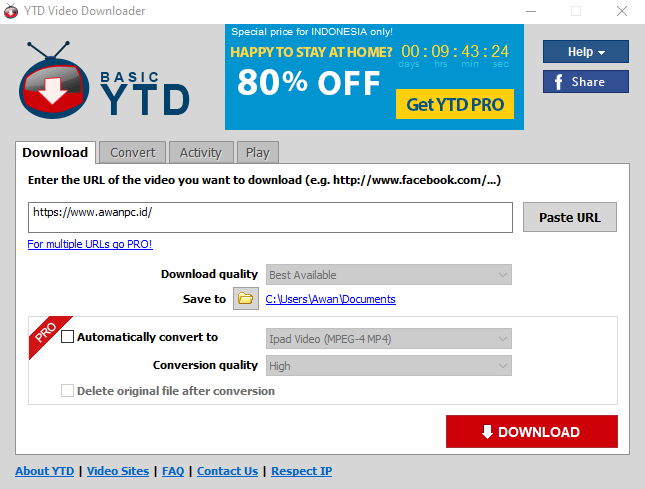 YTD Video Downloader
BASIC
YTD
Special price for INDONESIA only!
HAPPY TO STAY AT HOME? 00 : 09 : 43 : 24
days hrs min sec
80% OFF
Get YTD PRO
Help
f Share
Download Convert Activity Play
Enter the URL of the video you want to download (e.g. http://www.facebook.com/...)
https://www.awanpc.id/
Paste URL
For multiple URLs go PRO!
Download quality Best Available
Save to C:\Users\Awan\Documents
PRO
Automatically convert to Ipad Video (MPEG-4 MP4)
Conversion quality High
Delete original file after conversion
DOWNLOAD
About YTD | Video Sites | FAQ | Contact Us | Respect IP